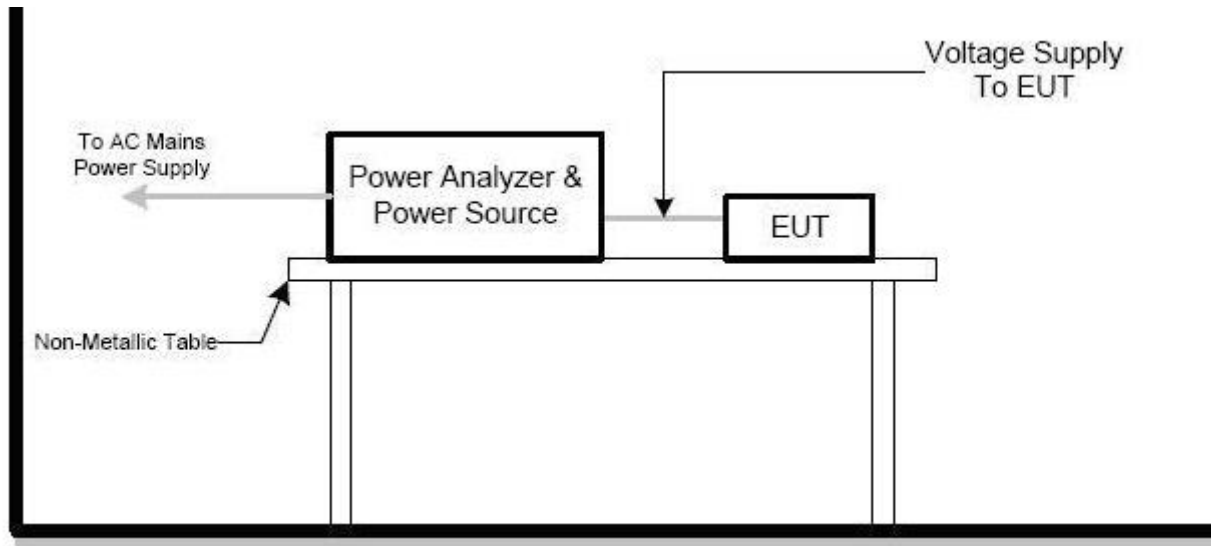 Voltage Supply
To EUT
To AC Mains
Power Supply
Power Analyzer &
Power Source
EUT
Non-Metallic Table